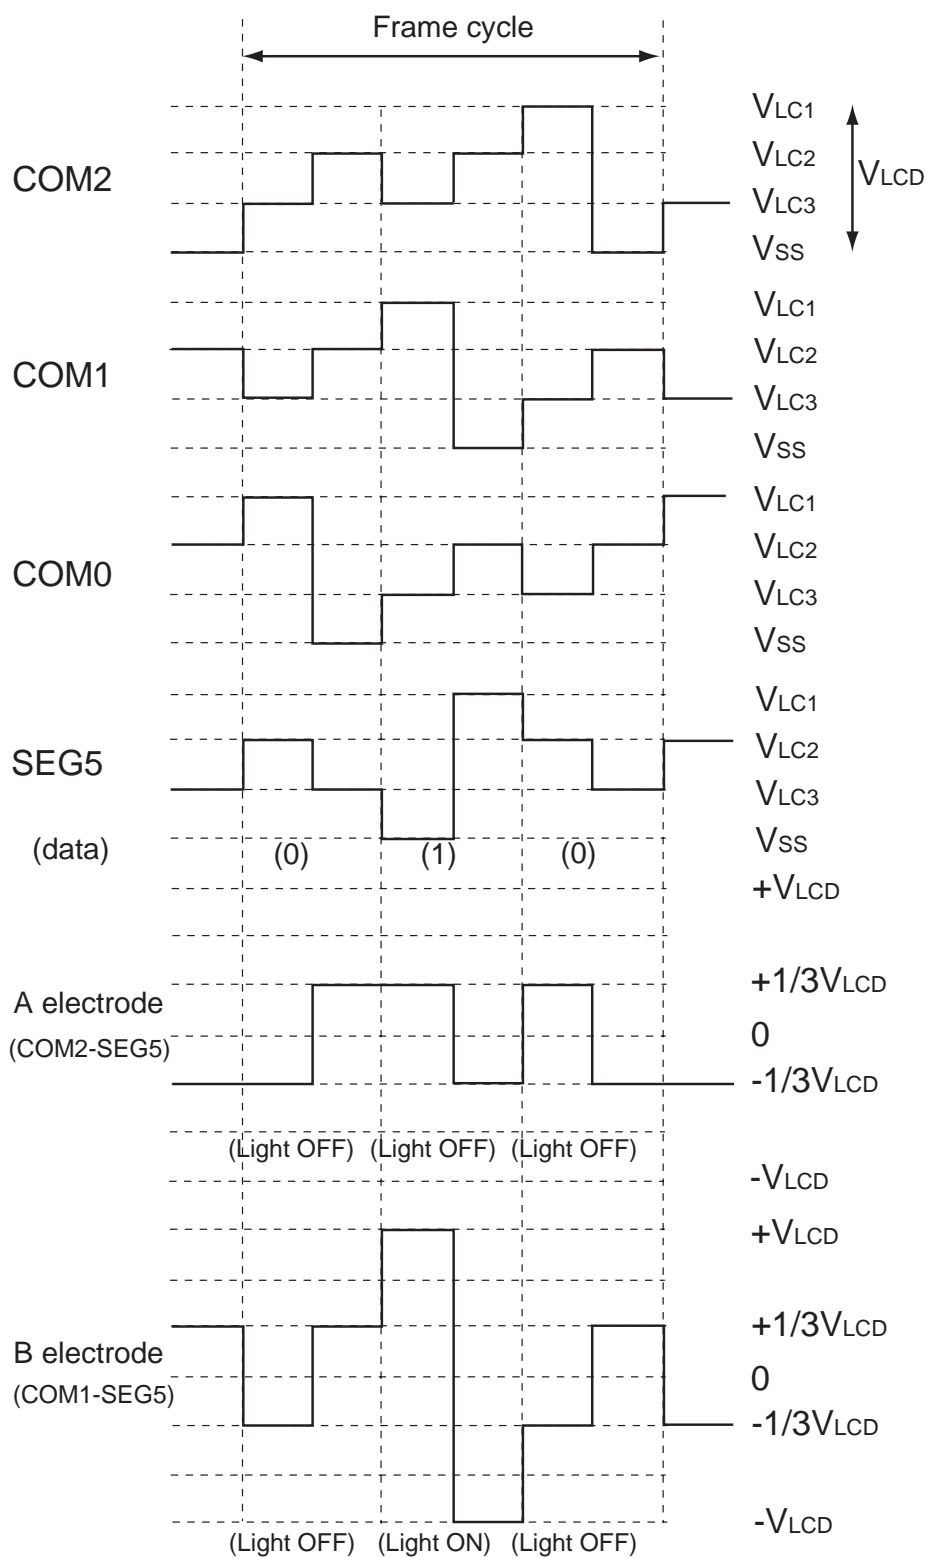 Frame cycle
VLC1
COM2
VLC2
VLCD
VLC3
VSS
VLC1
COM1
VLC2
VLC3
VSS
VLC1
COM0
VLC2
VLC3
VSS
VLC1
SEG5
VLC2
VLC3
(data) (0) (1) (0) VSS
+VLCD
A electrode
(COM2-SEG5)
+1/3VLCD
0
-1/3VLCD
(Light OFF) (Light OFF) (Light OFF)
-VLCD
+VLCD
B electrode
(COM1-SEG5)
+1/3VLCD
0
-1/3VLCD
-VLCD
(Light OFF) (Light ON) (Light OFF)